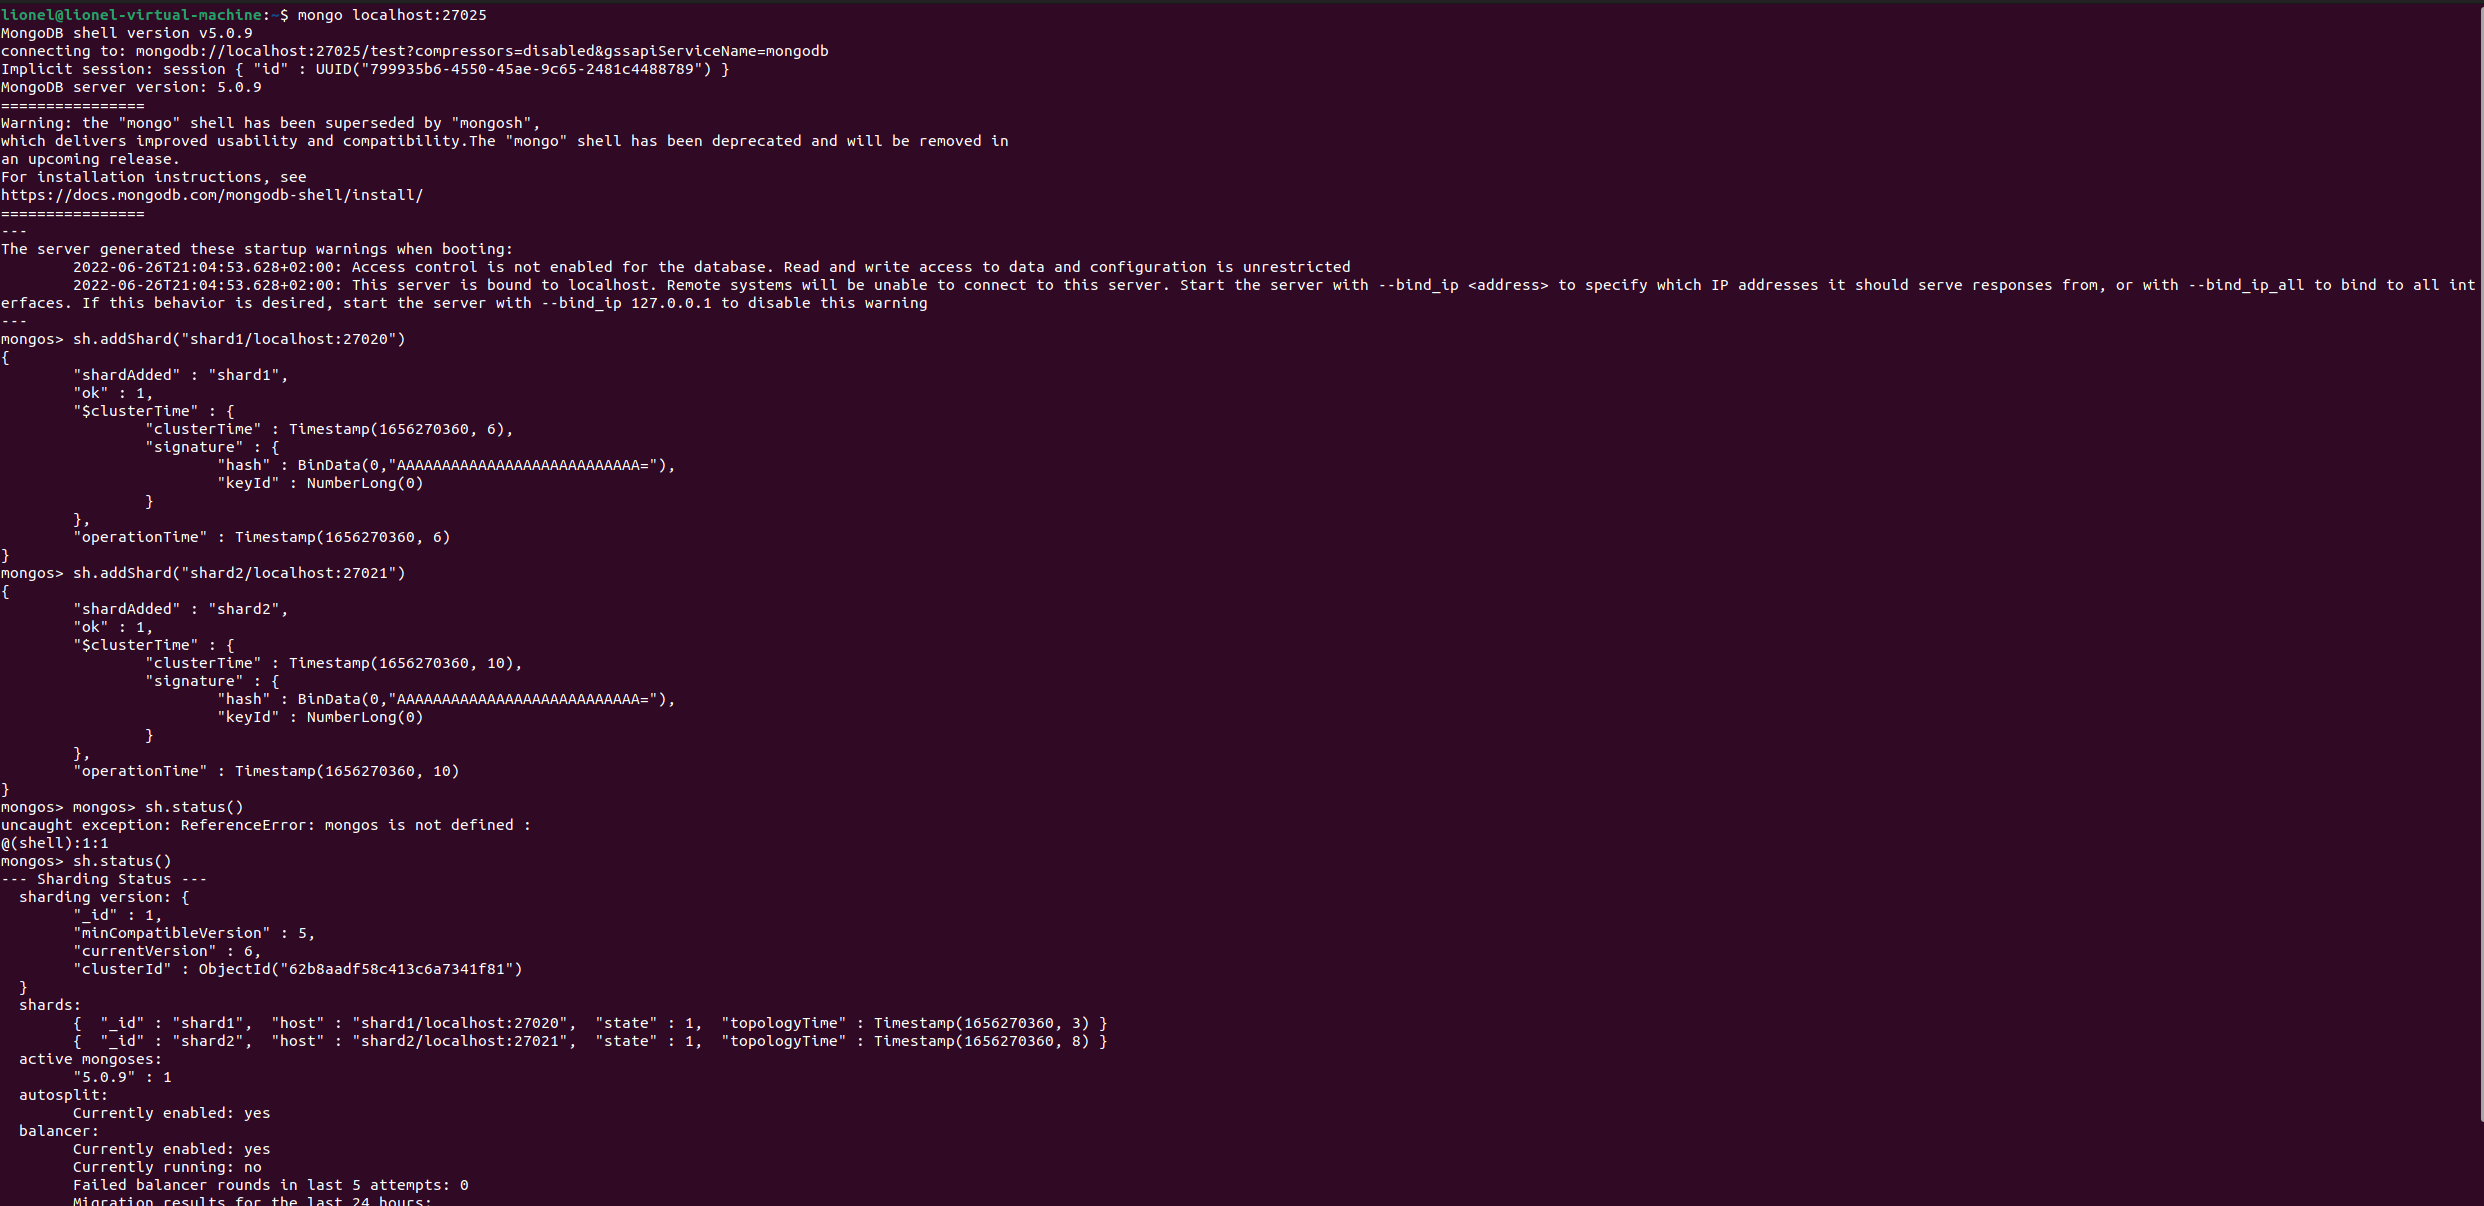 lionel@lionel-virtual-machine:~$ mongo localhost:27025
MongoDB shell version v5.0.9
connecting to: mongodb://localhost:27025/test?compressors=disabled&gssapiServiceName=mongodb
Implicit session: session { "id" : UUID("799935b6-4550-45ae-9c65-2481c4488789") }
MongoDB server version: 5.0.9
================
Warning: the "mongo" shell has been superseded by "mongosh",
which delivers improved usability and compatibility.The "mongo" shell has been deprecated and will be removed in
an upcoming release.
For installation instructions, see
https://docs.mongodb.com/mongodb-shell/install/
================
---
The server generated these startup warnings when booting:
        2022-06-26T21:04:53.628+02:00: Access control is not enabled for the database. Read and write access to data and configuration is unrestricted
        2022-06-26T21:04:53.628+02:00: This server is bound to localhost. Remote systems will be unable to connect to this server. Start the server with --bind_ip <address> to specify which IP addresses it should serve responses from, or with --bind_ip_all to bind to all int
erfaces. If this behavior is desired, start the server with --bind_ip 127.0.0.1 to disable this warning
---
mongos> sh.addShard("shard1/localhost:27020")
{
        "shardAdded" : "shard1",
        "ok" : 1,
        "$clusterTime" : {
                "clusterTime" : Timestamp(1656270360, 6),
                "signature" : {
                        "hash" : BinData(0,"AAAAAAAAAAAAAAAAAAAAAAAAAAA="),
                        "keyId" : NumberLong(0)
                }
        },
        "operationTime" : Timestamp(1656270360, 6)
}
mongos> sh.addShard("shard2/localhost:27021")
{
        "shardAdded" : "shard2",
        "ok" : 1,
        "$clusterTime" : {
                "clusterTime" : Timestamp(1656270360, 10),
                "signature" : {
                        "hash" : BinData(0,"AAAAAAAAAAAAAAAAAAAAAAAAAAA="),
                        "keyId" : NumberLong(0)
                }
        },
        "operationTime" : Timestamp(1656270360, 10)
}
mongos> mongos> sh.status()
uncaught exception: ReferenceError: mongos is not defined :
@(shell):1:1
mongos> sh.status()
--- Sharding Status ---
  sharding version: {
        "_id" : 1,
        "minCompatibleVersion" : 5,
        "currentVersion" : 6,
        "clusterId" : ObjectId("62b8aadf58c413c6a7341f81")
  }
  shards:
        {  "_id" : "shard1",  "host" : "shard1/localhost:27020",  "state" : 1,  "topologyTime" : Timestamp(1656270360, 3) }
        {  "_id" : "shard2",  "host" : "shard2/localhost:27021",  "state" : 1,  "topologyTime" : Timestamp(1656270360, 8) }
  active mongoses:
        "5.0.9" : 1
  autosplit:
        Currently enabled: yes
  balancer:
        Currently enabled: yes
        Currently running: no
        Failed balancer rounds in last 5 attempts: 0
        Migration results for the last 24 hours: